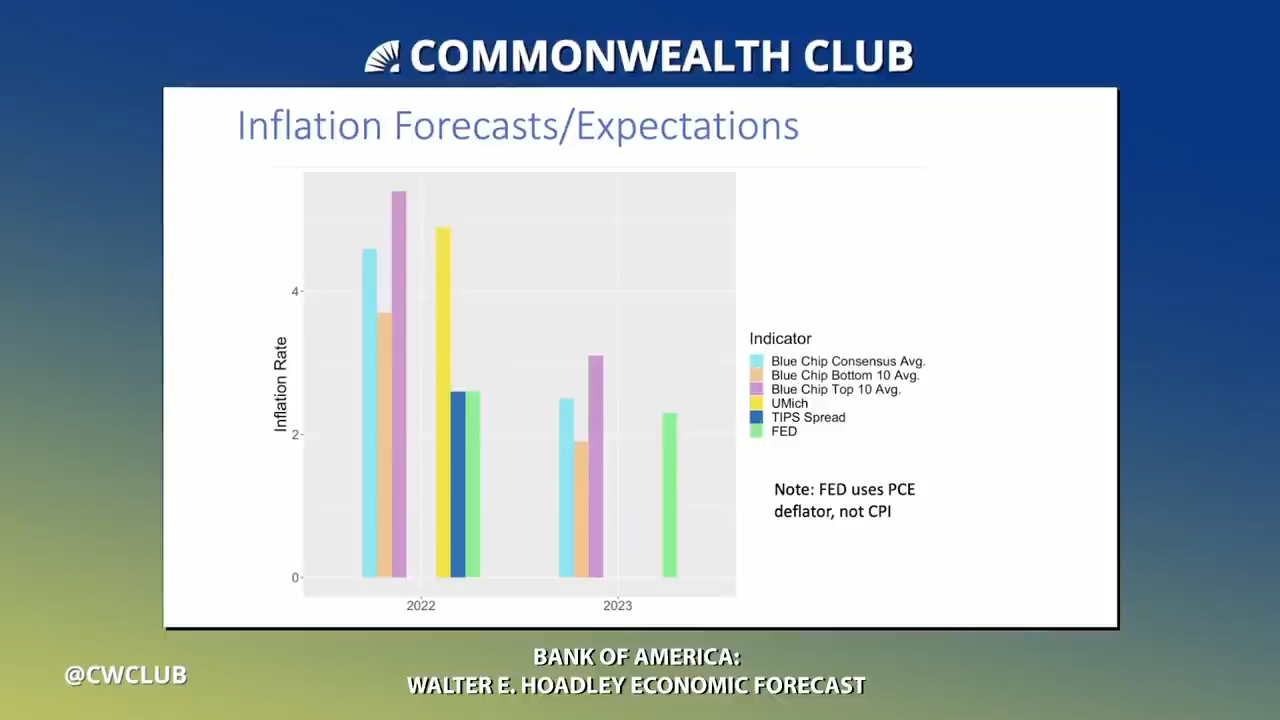 COMMONWEALTH CLUB
Inflation Forecasts/Expectations
4
2
0
Inflation Rate
2022
2023
Indicator
Blue Chip Consensus Avg.
Blue Chip Bottom 10 Avg.
Blue Chip Top 10 Avg.
UMich
TIPS Spread
FED
Note: FED uses PCE
deflator, not CPI
@CWCLUB
BANK OF AMERICA:
WALTER E. HOADLEY ECONOMIC FORECAST